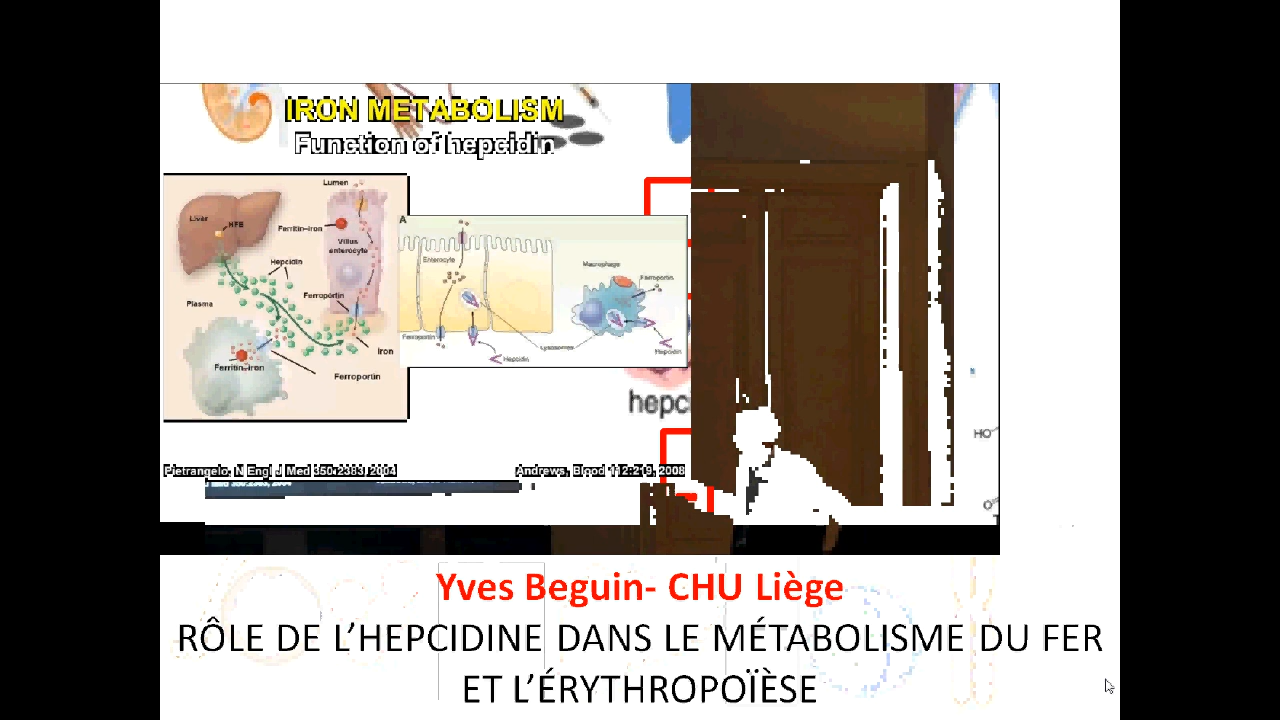 IRON METABOLISM
Function of hepcidin
Lumen
Liver
HFE
Ferritin-iron
Villus
enterocyte
Hepcidin
Plasma
Ferroportin
Iron
Ferritin-iron
Ferroportin
A
Enterocyte
Macrophage
Ferroportin
Ferroportin
Lysosomes
Hepcidin
Hepcidin
hepc
HO
O
Pietrangelo, N Engl J Med 350:2383, 2004
Andrews, Blood 112:219, 2008
Yves Beguin- CHU Liège
RÔLE DE L’HEPCIDINE DANS LE MÉTABOLISME DU FER
ET L’ÉRYTHROPOÏÈSE